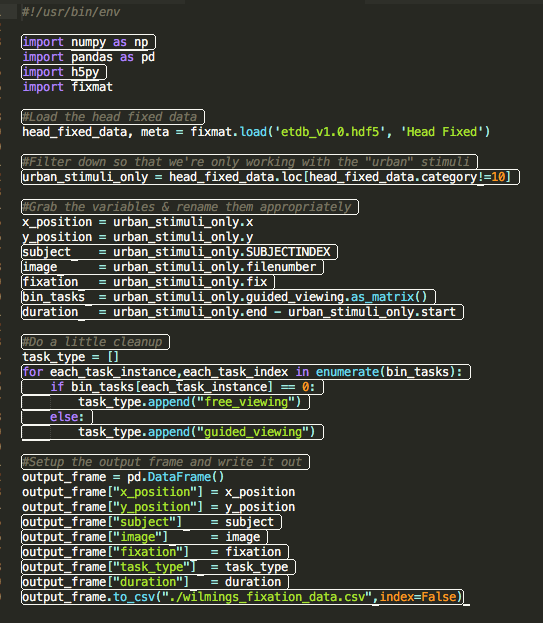 #!/usr/bin/env
import numpy as np
import pandas as pd
import h5py
import fixmat
#Load the head fixed data
head_fixed_data, meta = fixmat.load('etdb_v1.0.hdf5', 'Head Fixed')
#Filter down so that we're only working with the "urban" stimuli
urban_stimuli_only = head_fixed_data.loc[head_fixed_data.category!=10]
#Grab the variables & rename them appropriately
x_position = urban_stimuli_only.x
y_position = urban_stimuli_only.y
subject    = urban_stimuli_only.SUBJECTINDEX
image      = urban_stimuli_only.filenumber
fixation   = urban_stimuli_only.fix
bin_tasks  = urban_stimuli_only.guided_viewing.as_matrix()
duration   = urban_stimuli_only.end - urban_stimuli_only.start
#Do a little cleanup
task_type = []
for each_task_instance,each_task_index in enumerate(bin_tasks):
    if bin_tasks[each_task_instance] == 0:
        task_type.append("free_viewing")
    else:
        task_type.append("guided_viewing")
#Setup the output frame and write it out
output_frame = pd.DataFrame()
output_frame["x_position"] = x_position
output_frame["y_position"] = y_position
output_frame["subject"]    = subject
output_frame["image"]      = image
output_frame["fixation"]   = fixation
output_frame["task_type"]  = task_type
output_frame["duration"]   = duration
output_frame.to_csv("./wilmings_fixation_data.csv",index=False)